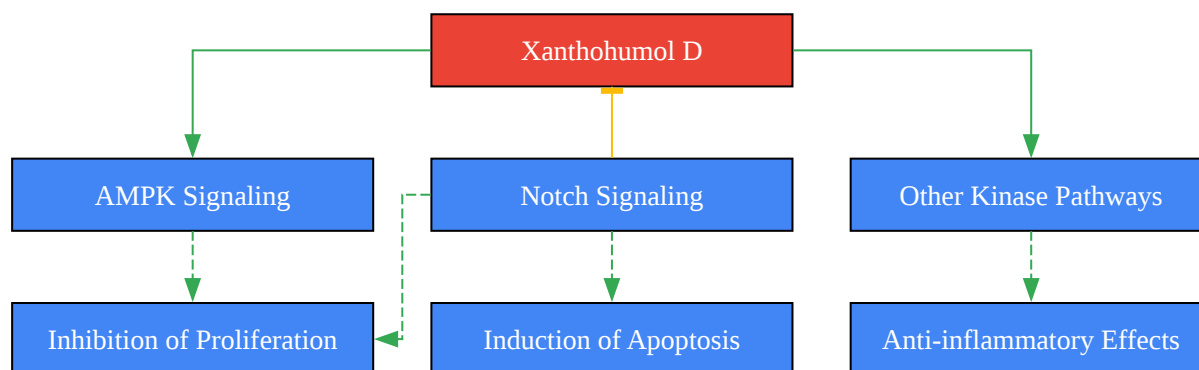 Xanthohumol D
AMPK Signaling
Notch Signaling
Other Kinase Pathways
Inhibition of Proliferation
Induction of Apoptosis
Anti-inflammatory Effects